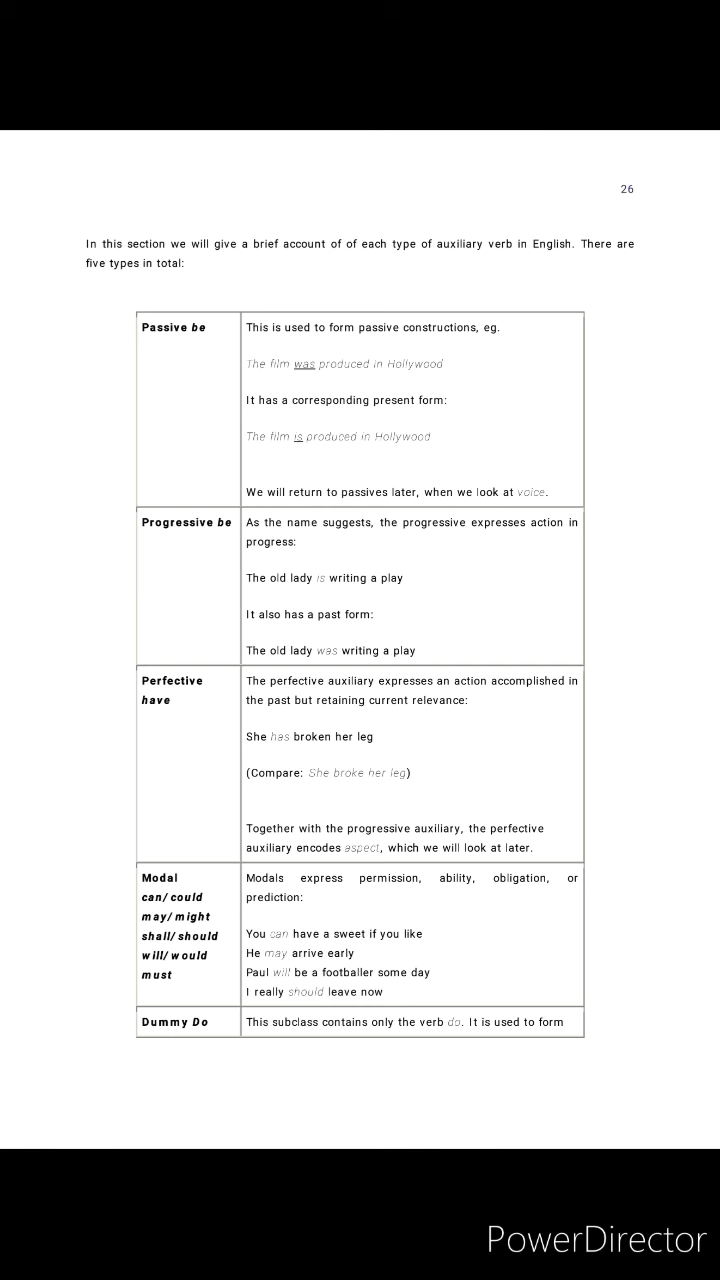 26
In this section we will give a brief account of of each type of auxiliary verb in English. There are
five types in total:
Passive be
This is used to form passive constructions, eg.
The film was produced in Hollywood
It has a corresponding present form:
The film is produced in Hollywood
We will return to passives later, when we look at voice.
Progressive be
As the name suggests, the progressive expresses action in
progress:
The old lady is writing a play
It also has a past form:
The old lady was writing a play
Perfective
have
The perfective auxiliary expresses an action accomplished in
the past but retaining current relevance:
She has broken her leg
(Compare: She broke her leg)
Together with the progressive auxiliary, the perfective
auxiliary encodes aspect, which we will look at later.
Modal
can/could
may/might
shall/should
will/would
must
Modals express permission, ability, obligation, or
prediction:
You can have a sweet if you like
He may arrive early
Paul will be a footballer some day
I really should leave now
Dummy Do
This subclass contains only the verb do. It is used to form
PowerDirector